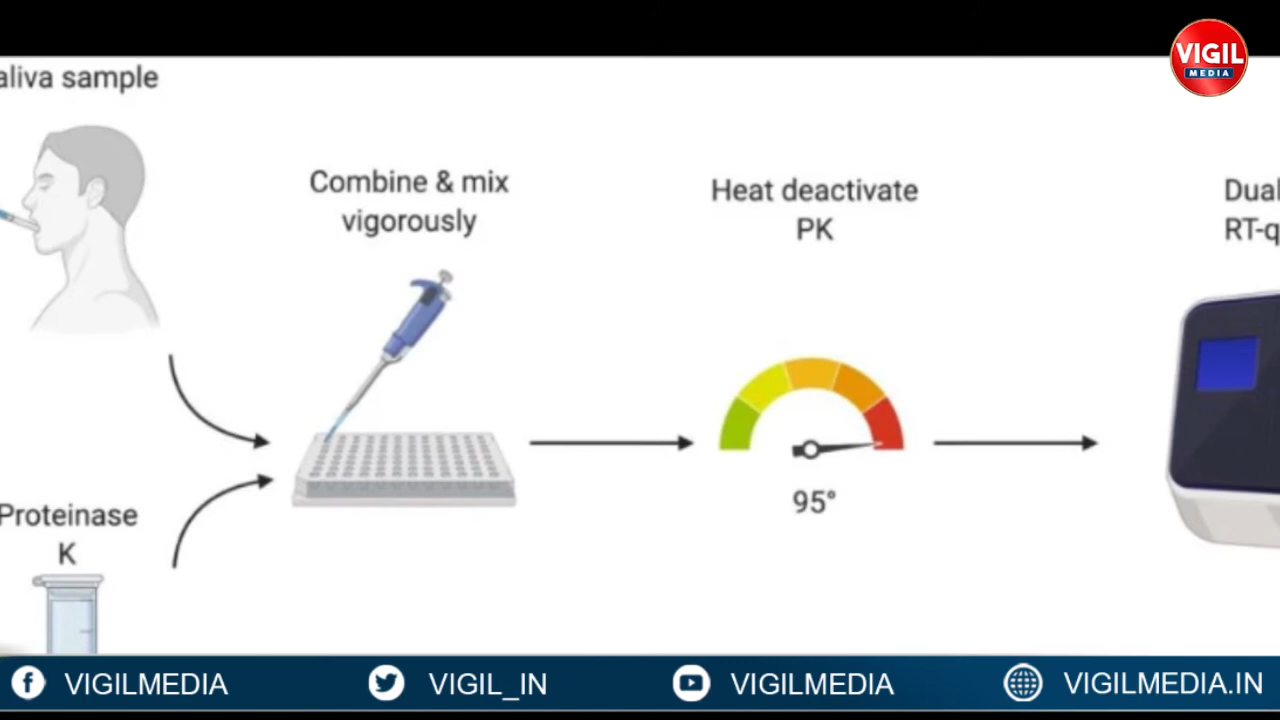 VIGIL
MEDIA
aliva sample
Combine & mix
vigorously
Heat deactivate
PK
Dual
RT-q
95°
Proteinase
K
VIGILMEDIA
VIGIL_IN
VIGILMEDIA
VIGILMEDIA.IN